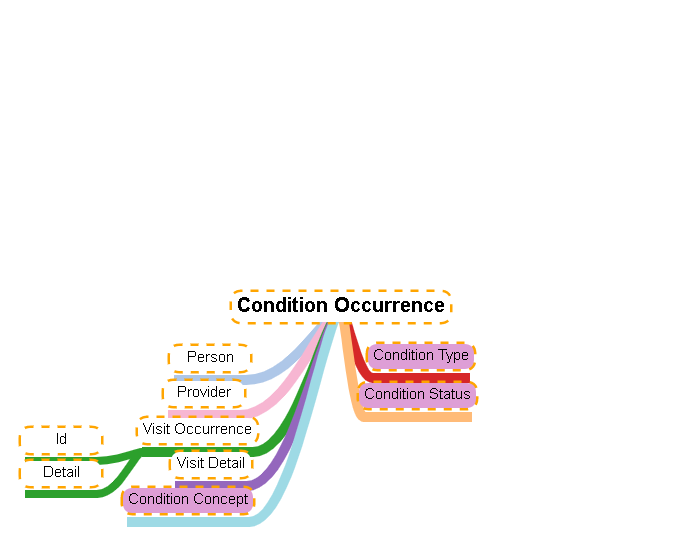 Condition Occurrence
Person
Provider
Visit Occurrence
Id
Detail
Visit Detail
Condition Concept
Condition Type
Condition Status